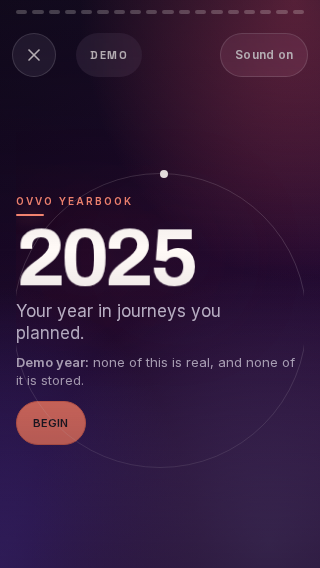 DEMO
Sound on
OVVO YEARBOOK
2025
Your year in journeys you
planned.
Demo year: none of this is real, and none of
it is stored.
BEGIN